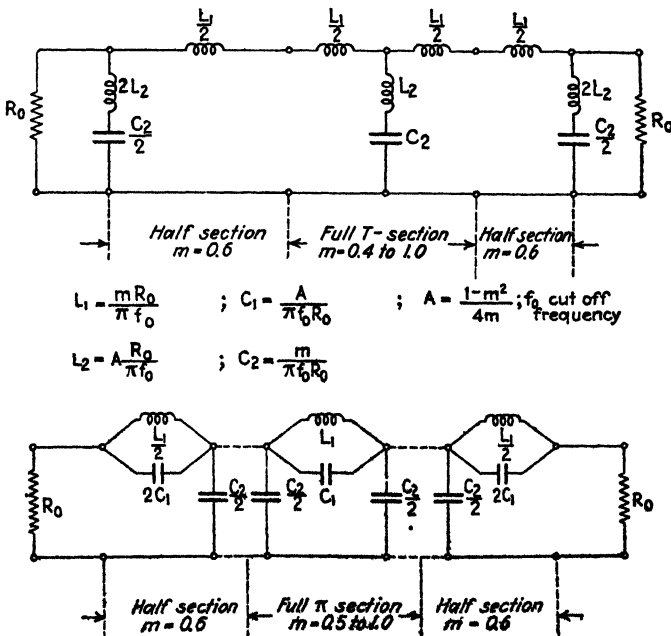 L₁/2 L₁/2 L₁/2 L₁/2
R₀ 2L₂ L₂ 2L₂ R₀
C₂/2 C₂ C₂/2
Half section Full T-section Half section
m=0.6 m=0.4 to 1.0 m=0.6
L₁ = mR₀/πf₀ ; C₁ = A/πf₀R₀ ; A = 1-m²/4m ; f₀ cut off frequency
L₂ = A R₀/πf₀ ; C₂ = m/πf₀R₀
L₁/2 L₁ L₁/2
R₀ 2C₁ C₂/2 C₂/2 C₁ C₂/2 C₂/2 2C₁ R₀
Half section Full π section Half section
m=0.6 m=0.5 to 1.0 m=0.6